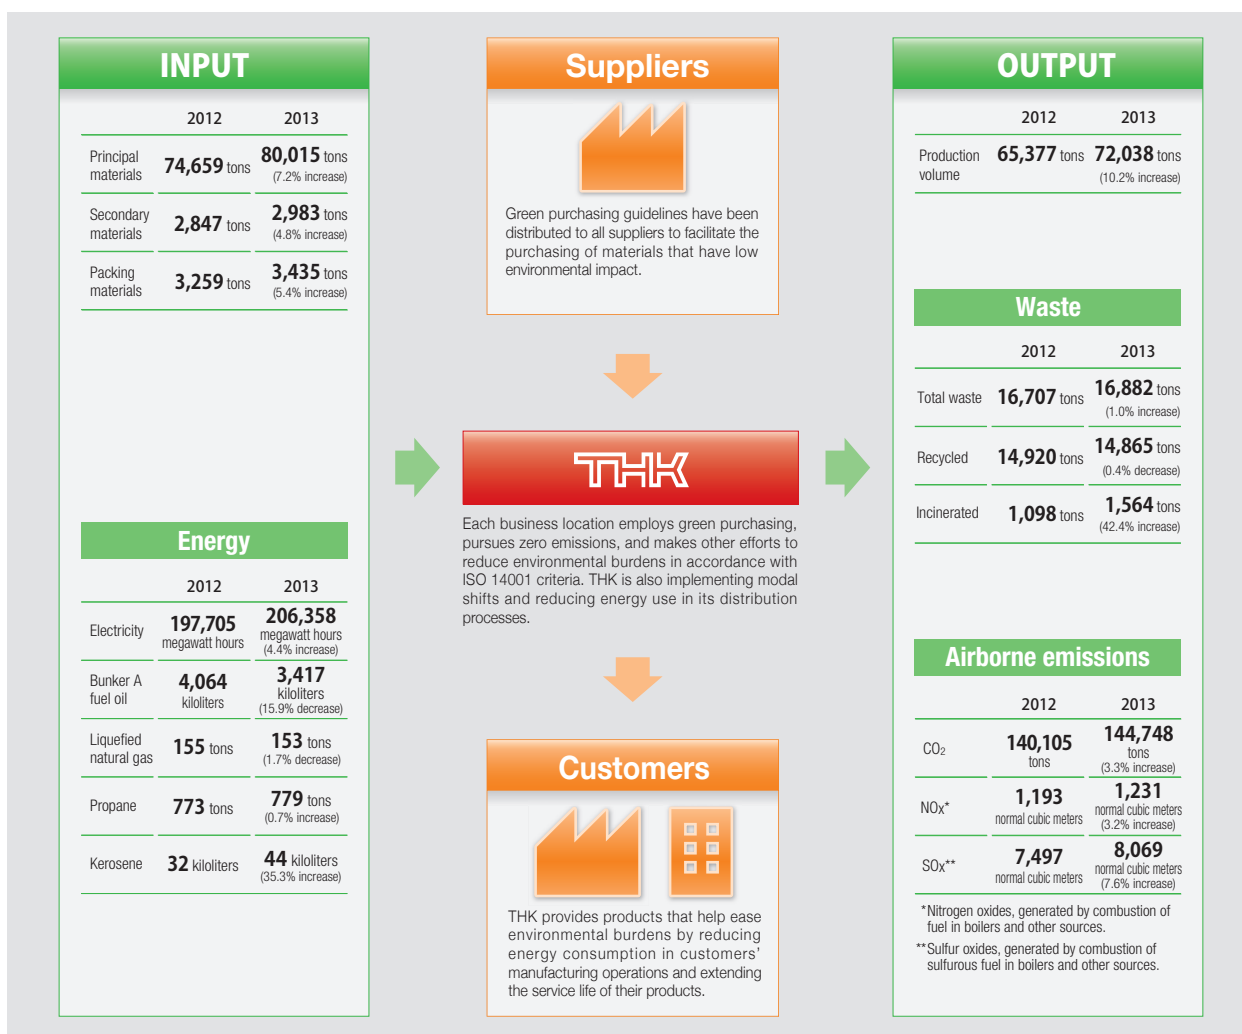 INPUT
2012 2013
Principal materials 74,659 tons 80,015 tons (7.2% increase)
Secondary materials 2,847 tons 2,983 tons (4.8% increase)
Packing materials 3,259 tons 3,435 tons (5.4% increase)
Energy
2012 2013
Electricity 197,705 megawatt hours 206,358 megawatt hours (4.4% increase)
Bunker A fuel oil 4,064 kiloliters 3,417 kiloliters (15.9% decrease)
Liquefied natural gas 155 tons 153 tons (1.7% decrease)
Propane 773 tons 779 tons (0.7% increase)
Kerosene 32 kiloliters 44 kiloliters (35.3% increase)
Suppliers
Green purchasing guidelines have been
distributed to all suppliers to facilitate the
purchasing of materials that have low
environmental impact.
THK
Each business location employs green purchasing,
pursues zero emissions, and makes other efforts to
reduce environmental burdens in accordance with
ISO 14001 criteria. THK is also implementing modal
shifts and reducing energy use in its distribution
processes.
Customers
THK provides products that help ease
environmental burdens by reducing
energy consumption in customers’
manufacturing operations and extending
the service life of their products.
OUTPUT
2012 2013
Production volume 65,377 tons 72,038 tons (10.2% increase)
Waste
2012 2013
Total waste 16,707 tons 16,882 tons (1.0% increase)
Recycled 14,920 tons 14,865 tons (0.4% decrease)
Incinerated 1,098 tons 1,564 tons (42.4% increase)
Airborne emissions
2012 2013
CO2 140,105 tons 144,748 tons (3.3% increase)
NOx* 1,193 normal cubic meters 1,231 normal cubic meters (3.2% increase)
SOx** 7,497 normal cubic meters 8,069 normal cubic meters (7.6% increase)
*Nitrogen oxides, generated by combustion of
fuel in boilers and other sources.
**Sulfur oxides, generated by combustion of
sulfurous fuel in boilers and other sources.